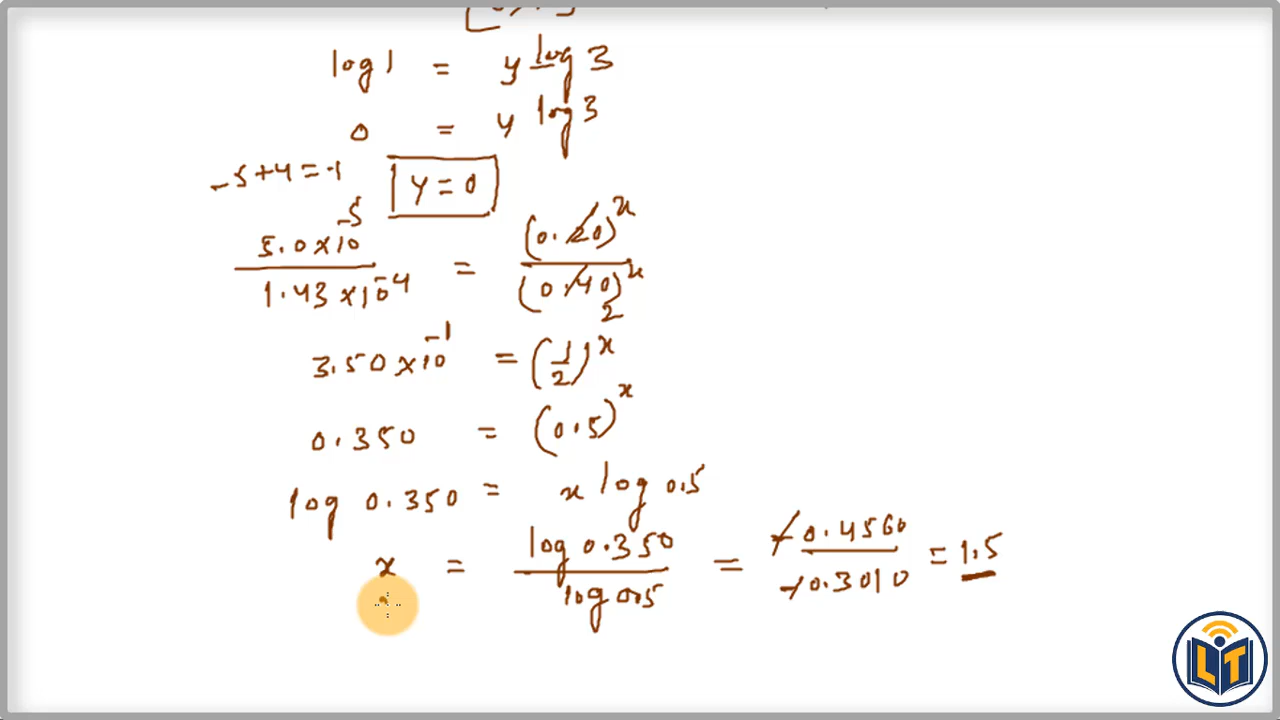 log 1 = y log 3
0 = y log 3
-5+4=-1
y = 0
5.0×10^-5 / 1.43×10^-4 = (0.20)^x / (0.40)^x
2
3.50×10^-1 = (1/2)^x
0.350 = (0.5)^x
log 0.350 = x log 0.5
x = log 0.350 / log 0.5 = -0.4560 / -0.3010 = 1.5
LT